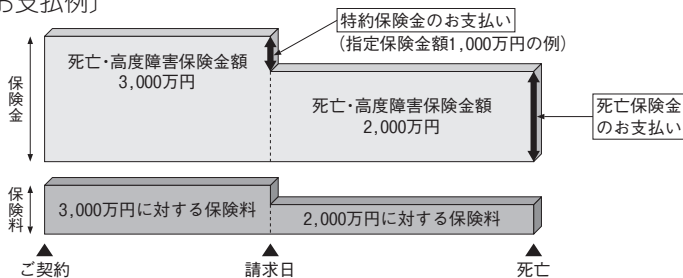 お支払例〕
特約保険金のお支払い
(指定保険金額1,000万円の例)
保険金
死亡・高度障害保険金額
3,000万円
死亡・高度障害保険金額
2,000万円
死亡保険金
のお支払い
保険料
3,000万円に対する保険料
2,000万円に対する保険料
ご契約
請求日
死亡